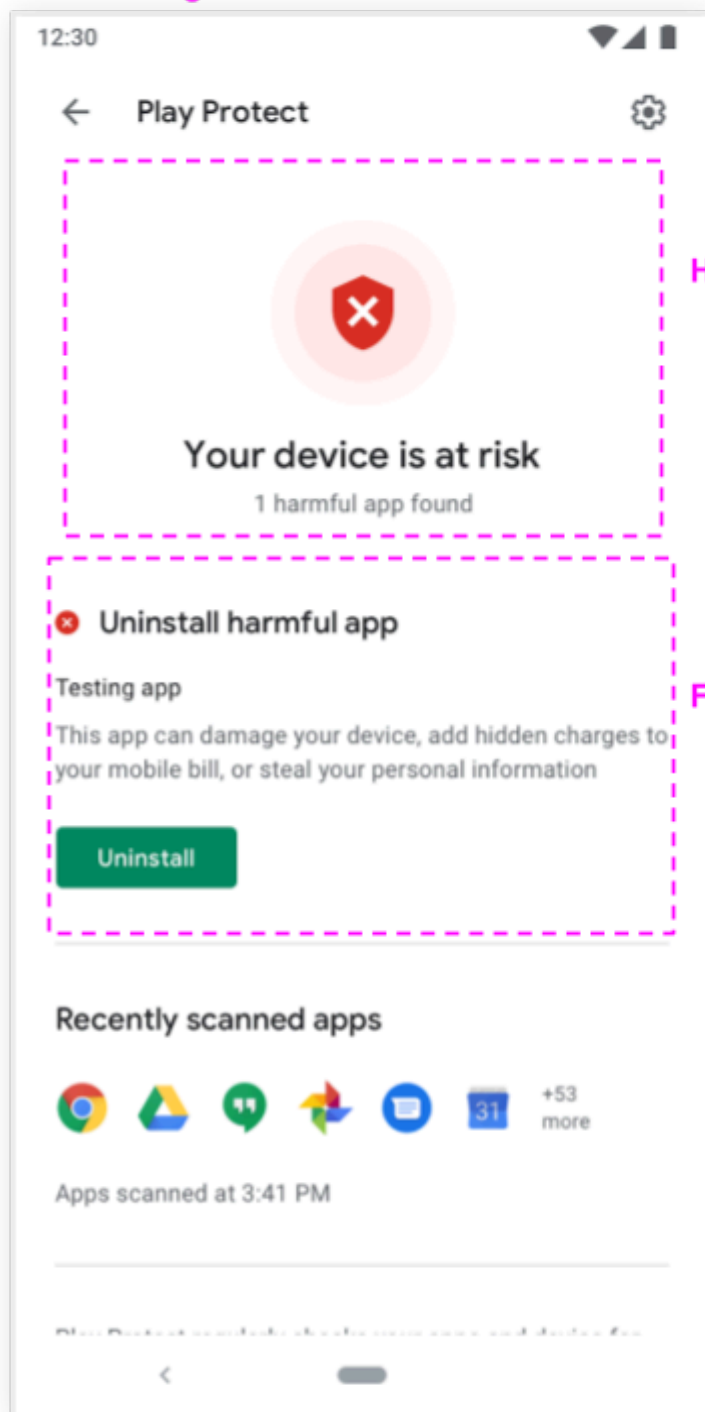 12:30
Play Protect
H
Your device is at risk
1 harmful app found
Uninstall harmful app
Testing app
F
This app can damage your device, add hidden charges to
your mobile bill, or steal your personal information
Uninstall
Recently scanned apps
31
+53
more
Apps scanned at 3:41 PM